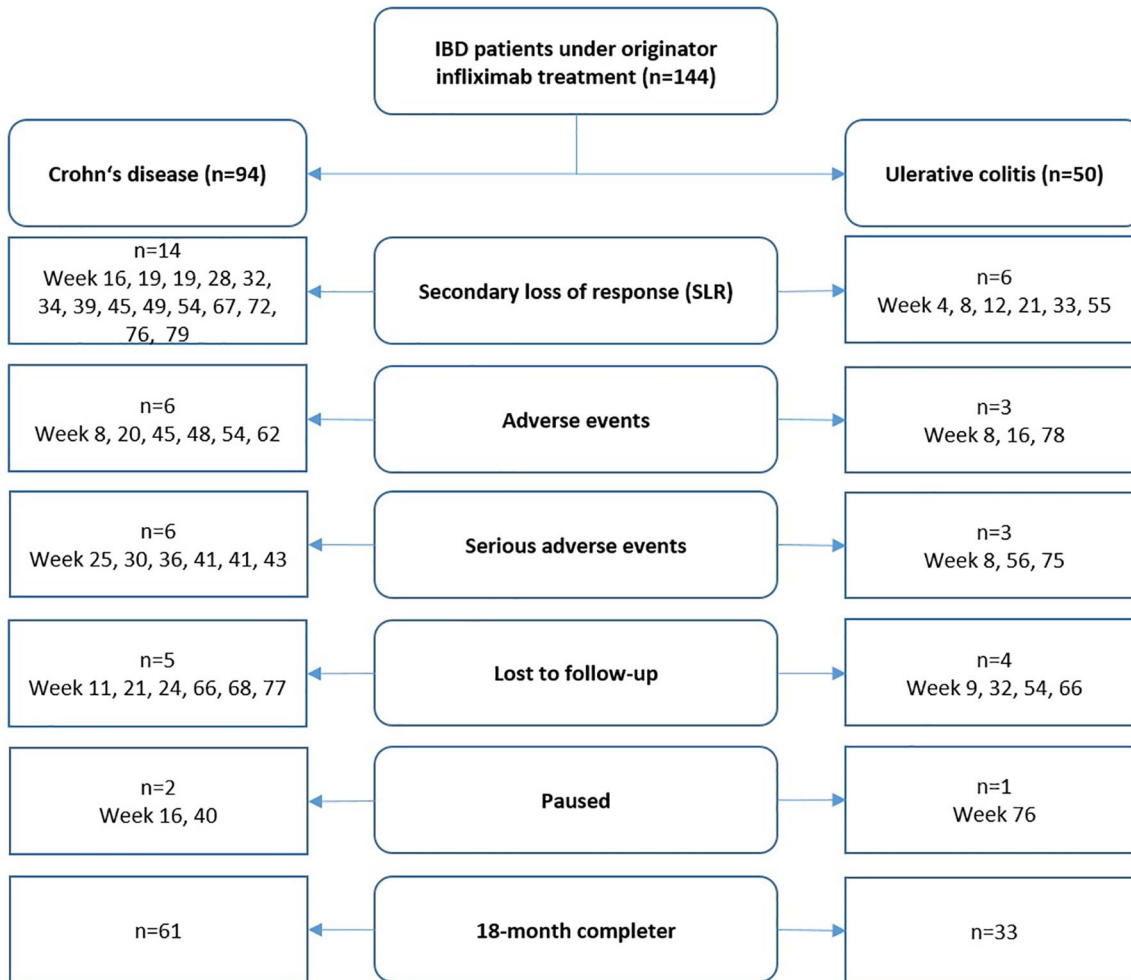 IBD patients under originator
infliximab treatment (n=144)
Crohn‘s disease (n=94)
Ulerative colitis (n=50)
n=14
Week 16, 19, 19, 28, 32,
34, 39, 45, 49, 54, 67, 72,
76, 79
Secondary loss of response (SLR)
n=6
Week 4, 8, 12, 21, 33, 55
n=6
Week 8, 20, 45, 48, 54, 62
Adverse events
n=3
Week 8, 16, 78
n=6
Week 25, 30, 36, 41, 41, 43
Serious adverse events
n=3
Week 8, 56, 75
n=5
Week 11, 21, 24, 66, 68, 77
Lost to follow-up
n=4
Week 9, 32, 54, 66
n=2
Week 16, 40
Paused
n=1
Week 76
n=61
18-month completer
n=33